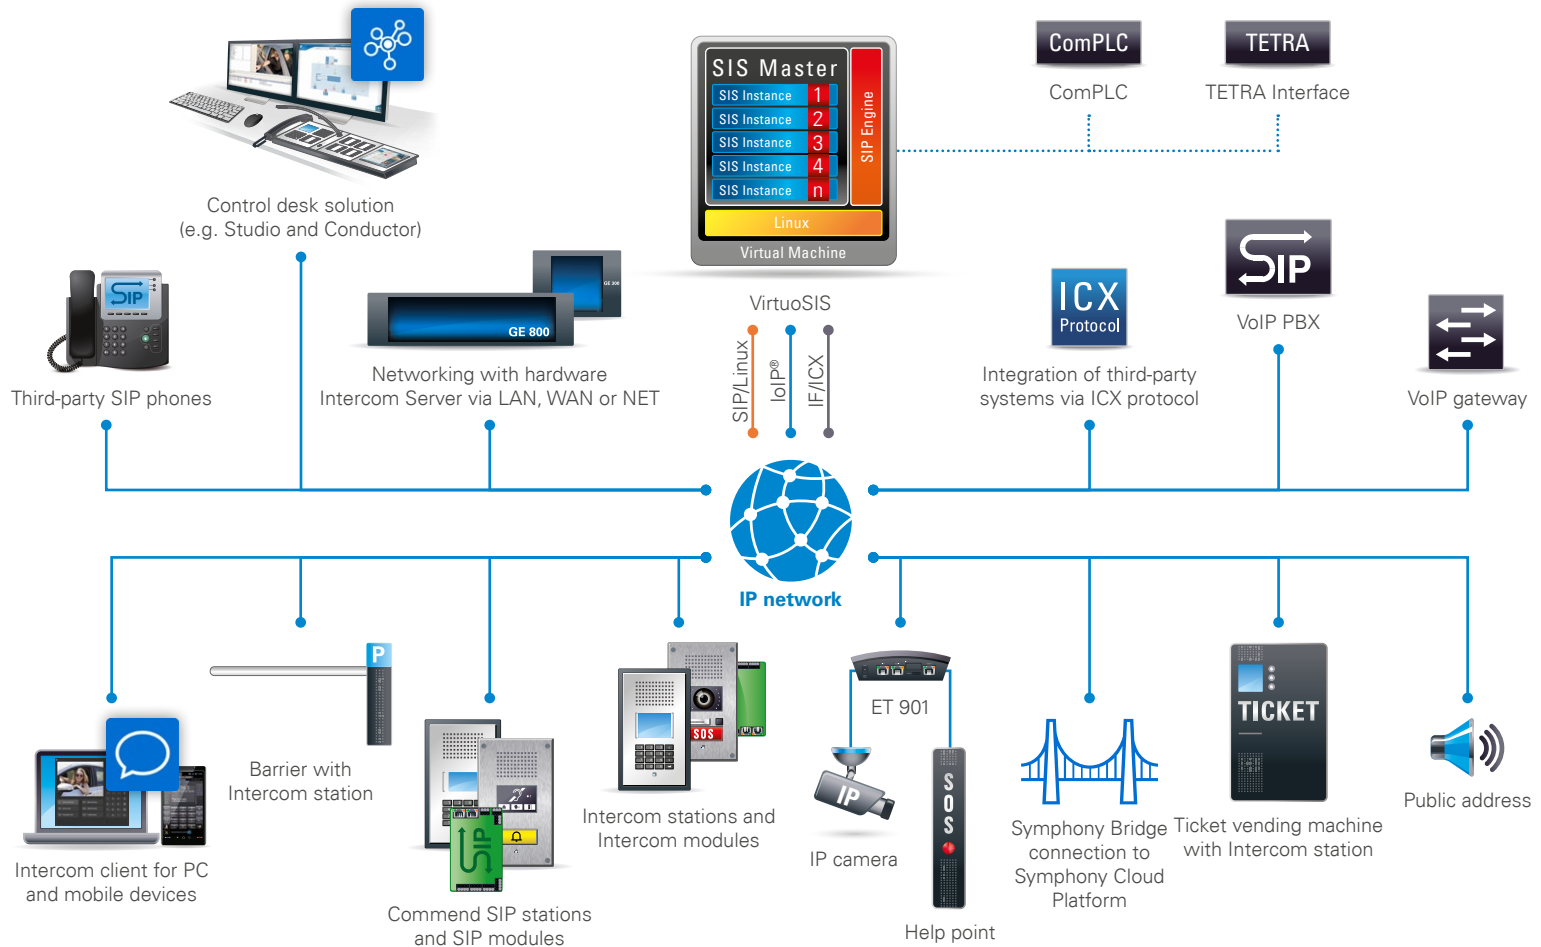 SIS Master
SIS Instance 1
SIS Instance 2
SIS Instance 3
SIS Instance 4
SIS Instance n
SIP Engine
Linux
Virtual Machine
VirtuoSIS
ComPLC
ComPLC
TETRA
TETRA Interface
Control desk solution
(e.g. Studio and Conductor)
SIP
Third-party SIP phones
GE 300
GE 800
Networking with hardware
Intercom Server via LAN, WAN or NET
SIP/Linux
IoIP®
IF/ICX
ICX
Protocol
Integration of third-party
systems via ICX protocol
SIP
VoIP PBX
VoIP gateway
IP network
Intercom client for PC
and mobile devices
P
Barrier with
Intercom station
SIP
Commend SIP stations
and SIP modules
SOS
Intercom stations and
Intercom modules
ET 901
IP
IP camera
SOS
Help point
Symphony Bridge
connection to
Symphony Cloud
Platform
TICKET
Ticket vending machine
with Intercom station
Public address